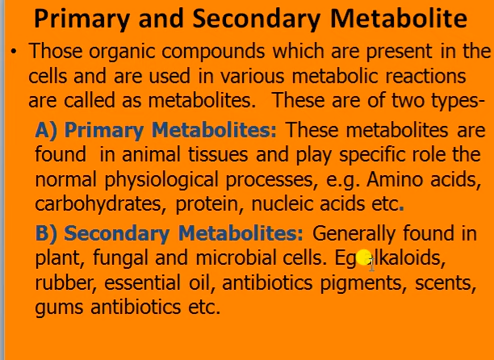 Primary and Secondary Metabolite
• Those organic compounds which are present in the
cells and are used in various metabolic reactions
are called as metabolites. These are of two types-
A) Primary Metabolites: These metabolites are
found in animal tissues and play specific role the
normal physiological processes, e.g. Amino acids,
carbohydrates, protein, nucleic acids etc.
B) Secondary Metabolites: Generally found in
plant, fungal and microbial cells. Eg alkaloids,
rubber, essential oil, antibiotics pigments, scents,
gums antibiotics etc.